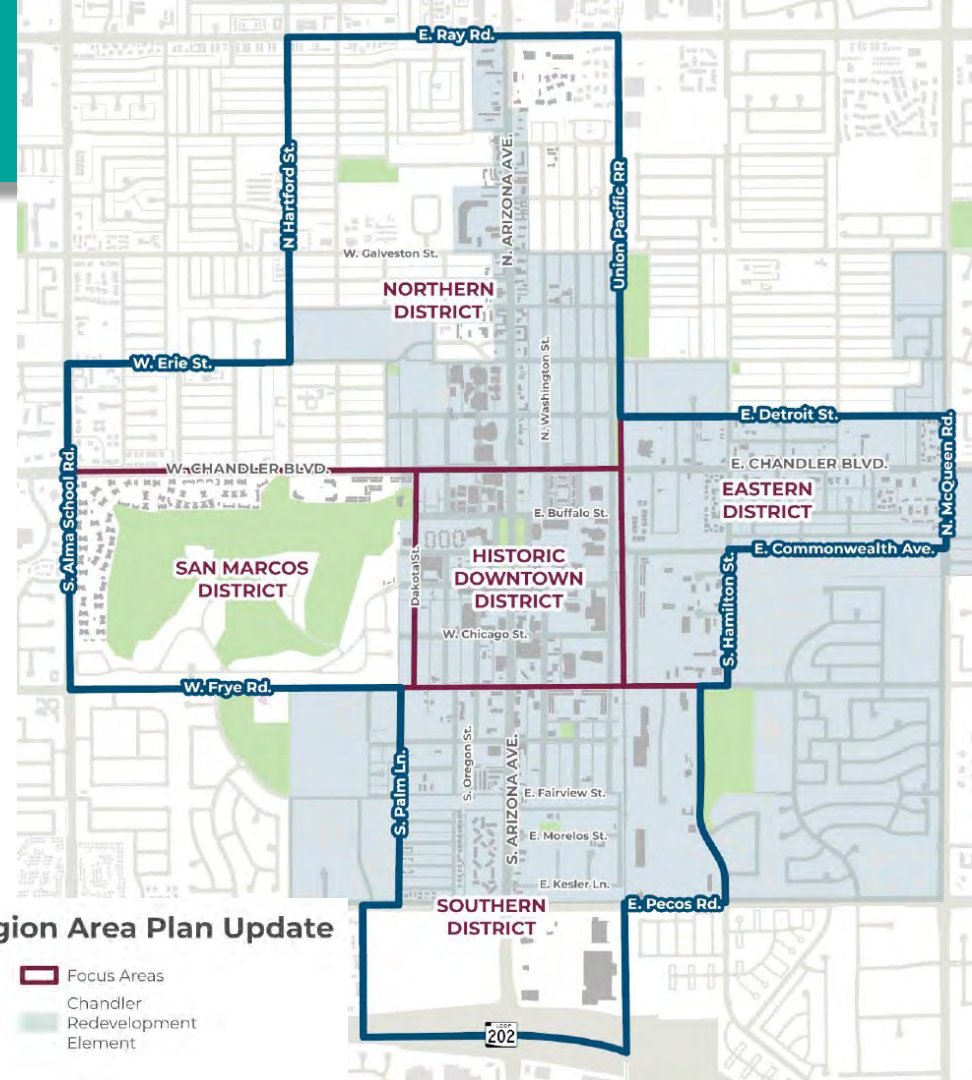 E. Ray Rd.
N Hartford St.
N. ARIZONA AVE.
Union Pacific RR
W. Galveston St.
NORTHERN
DISTRICT
N. Washington St.
W. Erie St.
E. Detroit St.
S. Alma School Rd.
W. CHANDLER BLVD.
E. CHANDLER BLVD.
N. McQueen Rd.
EASTERN
DISTRICT
E. Buffalo St.
E. Commonwealth Ave.
SAN MARCOS
DISTRICT
Dakota St.
HISTORIC
DOWNTOWN
DISTRICT
S. Hamilton St.
W. Chicago St.
W. Frye Rd.
S. Palm Ln.
S. Oregon St.
S. ARIZONA AVE.
E. Fairview St.
E. Morelos St.
E. Kesler Ln.
SOUTHERN
DISTRICT
E. Pecos Rd.
gion Area Plan Update
Focus Areas
Chandler
Redevelopment
Element
LOOP
202